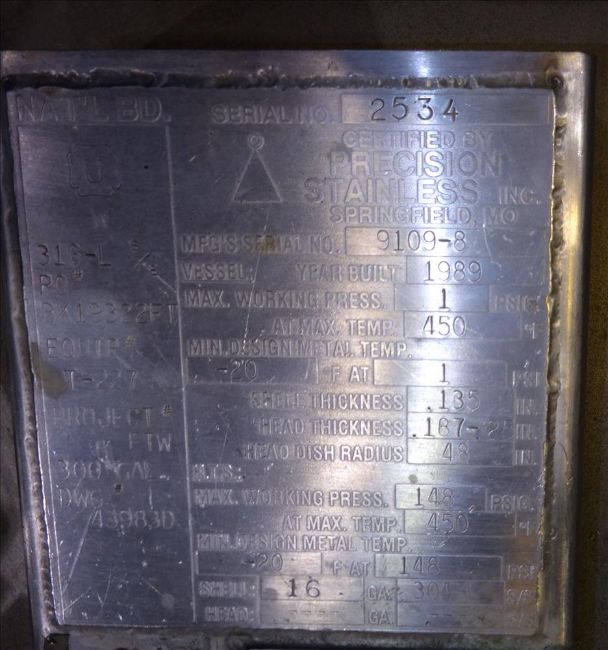 NAT'L BD. SERIAL NO. 2534
CERTIFIED BY
PRECISION
STAINLESS INC.
SPRINGFIELD, MO
U
W
316-L S/S
PO#
EQUIP#
T-227
PROJECT#
FTW
300 GAL
DWG
43983D
MFG'S SERIAL NO. 9109-8
VESSEL: YEAR BUILT 1989
MAX. WORKING PRESS. 1 PSIG.
AT MAX. TEMP. 450 °F
MIN. DESIGN METAL TEMP.
-20 °F AT 1 PSI
SHELL THICKNESS .135 IN.
HEAD THICKNESS .187-25 IN.
HEAD DISH RADIUS 48 IN.
MAX. WORKING PRESS. 148 PSIG.
AT MAX. TEMP. 450 °F
MIN. DESIGN METAL TEMP.
-20 °F AT 148 PSI
SHELL: 16 GA. 304 S/S
HEAD: GA. S/S